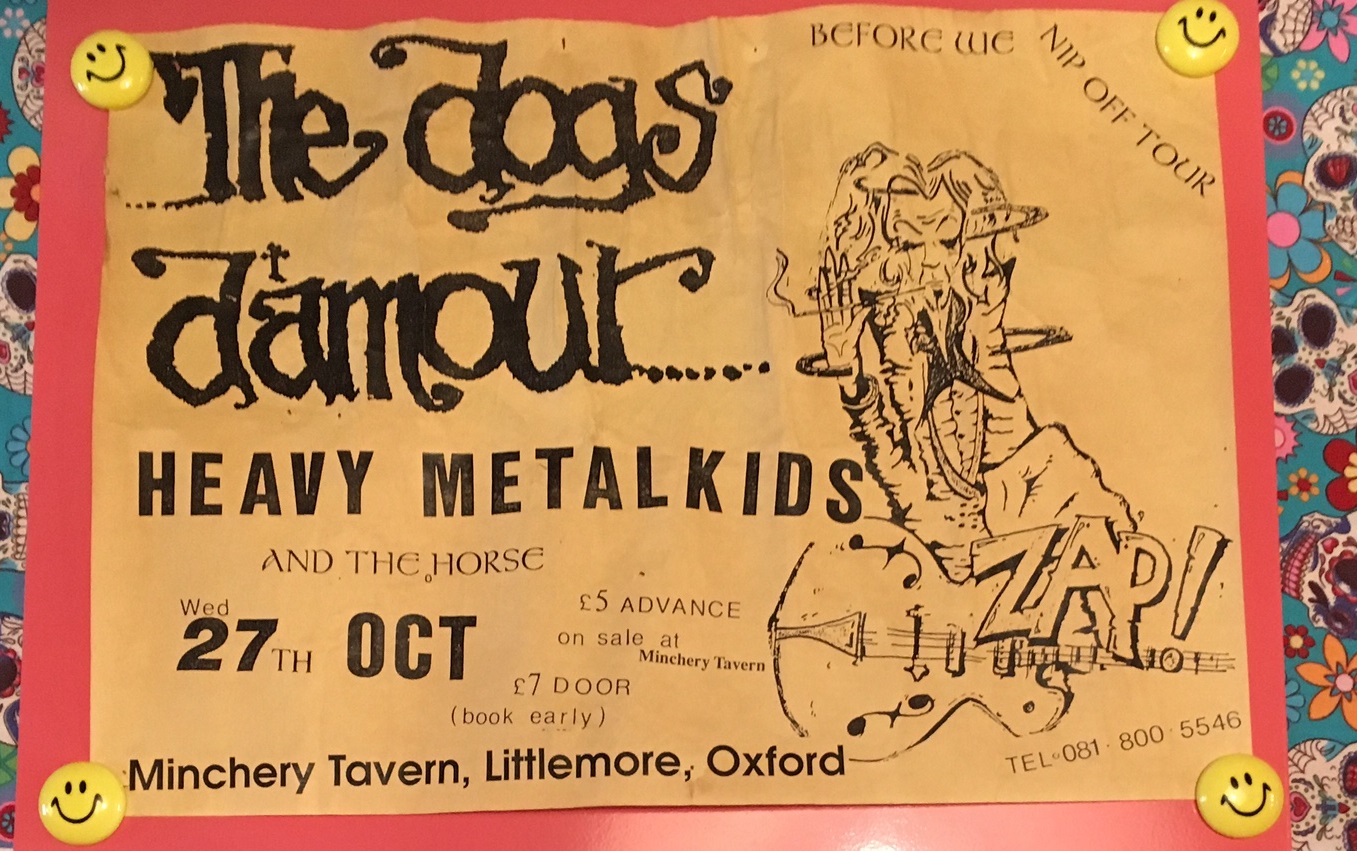 BEFORE WE NIP OFF TOUR
The dogs
d'amour......
HEAVY METALKIDS
AND THE HORSE
Wed
27TH OCT
£5 ADVANCE
on sale at
Minchery Tavern
£7 DOOR
(book early)
ZAP!
TEL 081 · 800 · 5546
Minchery Tavern, Littlemore, Oxford